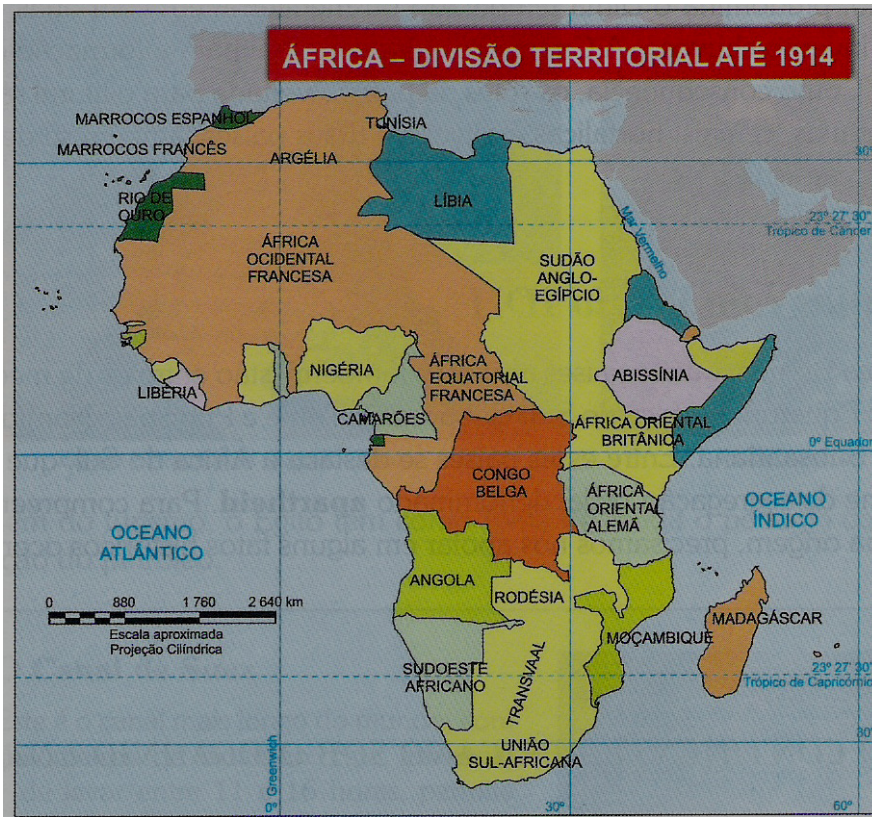 ÁFRICA – DIVISÃO TERRITORIAL ATÉ 1914
MARROCOS ESPANHOL
TUNÍSIA
MARROCOS FRANCÊS
ARGÉLIA
30°
RIO DE
OURO
LÍBIA
Mar Vermelho
23° 27' 30"
Trópico de Câncer
ÁFRICA
OCIDENTAL
FRANCESA
SUDÃO
ANGLO-
EGÍPCIO
NIGÉRIA
ÁFRICA
EQUATORIAL
FRANCESA
ABISSÍNIA
LIBÉRIA
CAMARÕES
ÁFRICA ORIENTAL
BRITÂNICA
0º Equador
CONGO
BELGA
ÁFRICA
ORIENTAL
ALEMÃ
OCEANO
ÍNDICO
OCEANO
ATLÂNTICO
apartheid
Para
ANGOLA
RODÉSIA
0 880 1 760 2 640 km
Escala aproximada
Projeção Cilíndrica
MOÇAMBIQUE
MADAGÁSCAR
SUDOESTE
AFRICANO
TRANSVAAL
23° 27' 30"
Trópico de Capricórnio
UNIÃO
SUL-AFRICANA
30°
0° Greenwich
30°
60°